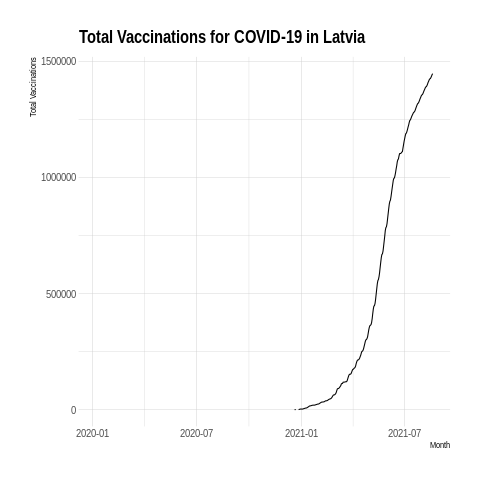 Total Vaccinations for COVID-19 in Latvia
Total Vaccinations
1500000
1000000
500000
0
2020-01 2020-07 2021-01 2021-07
Month